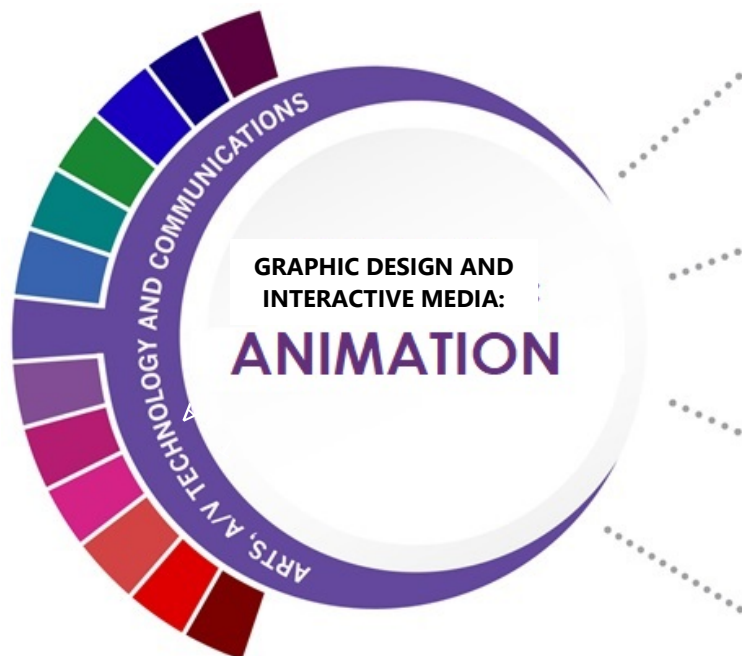 ARTS, A/V TECHNOLOGY AND COMMUNICATIONS
GRAPHIC DESIGN AND
INTERACTIVE MEDIA:
ANIMATION